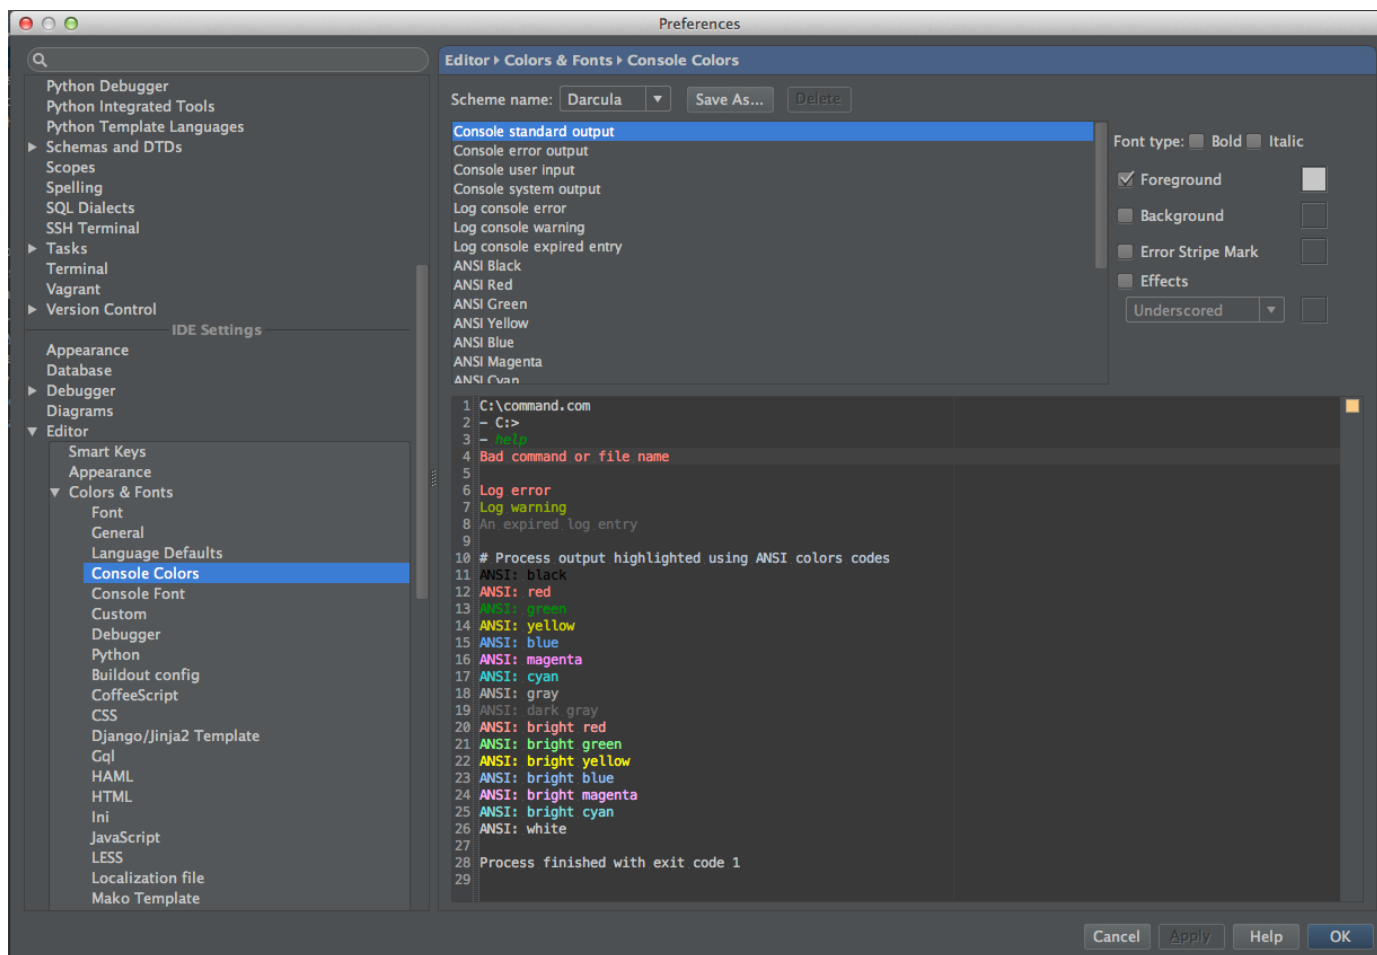 Preferences
Python Debugger
Python Integrated Tools
Python Template Languages
Schemas and DTDs
Scopes
Spelling
SQL Dialects
SSH Terminal
Tasks
Terminal
Vagrant
Version Control
IDE Settings
Appearance
Database
Debugger
Diagrams
Editor
Smart Keys
Appearance
Colors & Fonts
Font
General
Language Defaults
Console Colors
Console Font
Custom
Debugger
Python
Buildout config
CoffeeScript
CSS
Django/Jinja2 Template
Gql
HAML
HTML
Ini
JavaScript
LESS
Localization file
Mako Template
Editor › Colors & Fonts › Console Colors
Scheme name: Darcula Save As... Delete
Console standard output
Console error output
Console user input
Console system output
Log console error
Log console warning
Log console expired entry
ANSI Black
ANSI Red
ANSI Green
ANSI Yellow
ANSI Blue
ANSI Magenta
ANSI Cyan
Font type: Bold Italic
Foreground
Background
Error Stripe Mark
Effects
Underscored
1 C:\command.com
2 - C:>
3 - help
4 Bad command or file name
5
6 Log error
7 Log warning
8 An expired log entry
9
10 # Process output highlighted using ANSI colors codes
11 ANSI: black
12 ANSI: red
13 ANSI: green
14 ANSI: yellow
15 ANSI: blue
16 ANSI: magenta
17 ANSI: cyan
18 ANSI: gray
19 ANSI: dark gray
20 ANSI: bright red
21 ANSI: bright green
22 ANSI: bright yellow
23 ANSI: bright blue
24 ANSI: bright magenta
25 ANSI: bright cyan
26 ANSI: white
27
28 Process finished with exit code 1
29
Cancel Apply Help OK